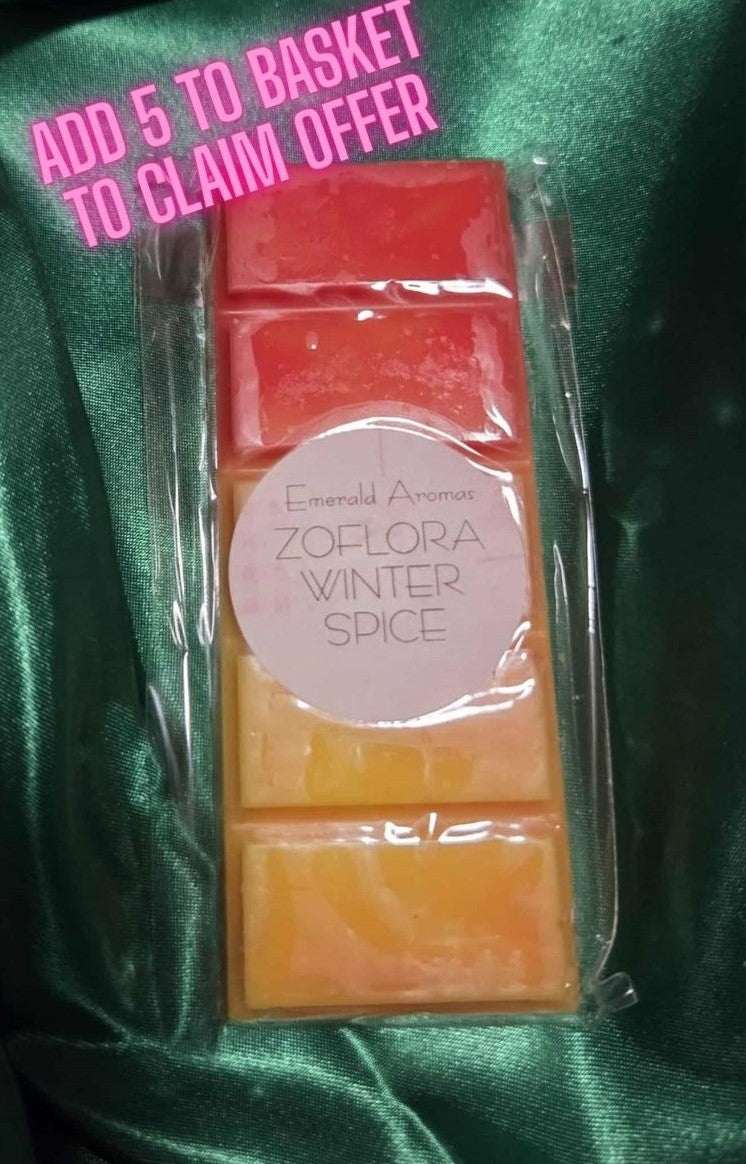 ADD 5 TO BASKET
TO CLAIM OFFER
Emerald Aromas
ZOFLORA
WINTER
SPICE